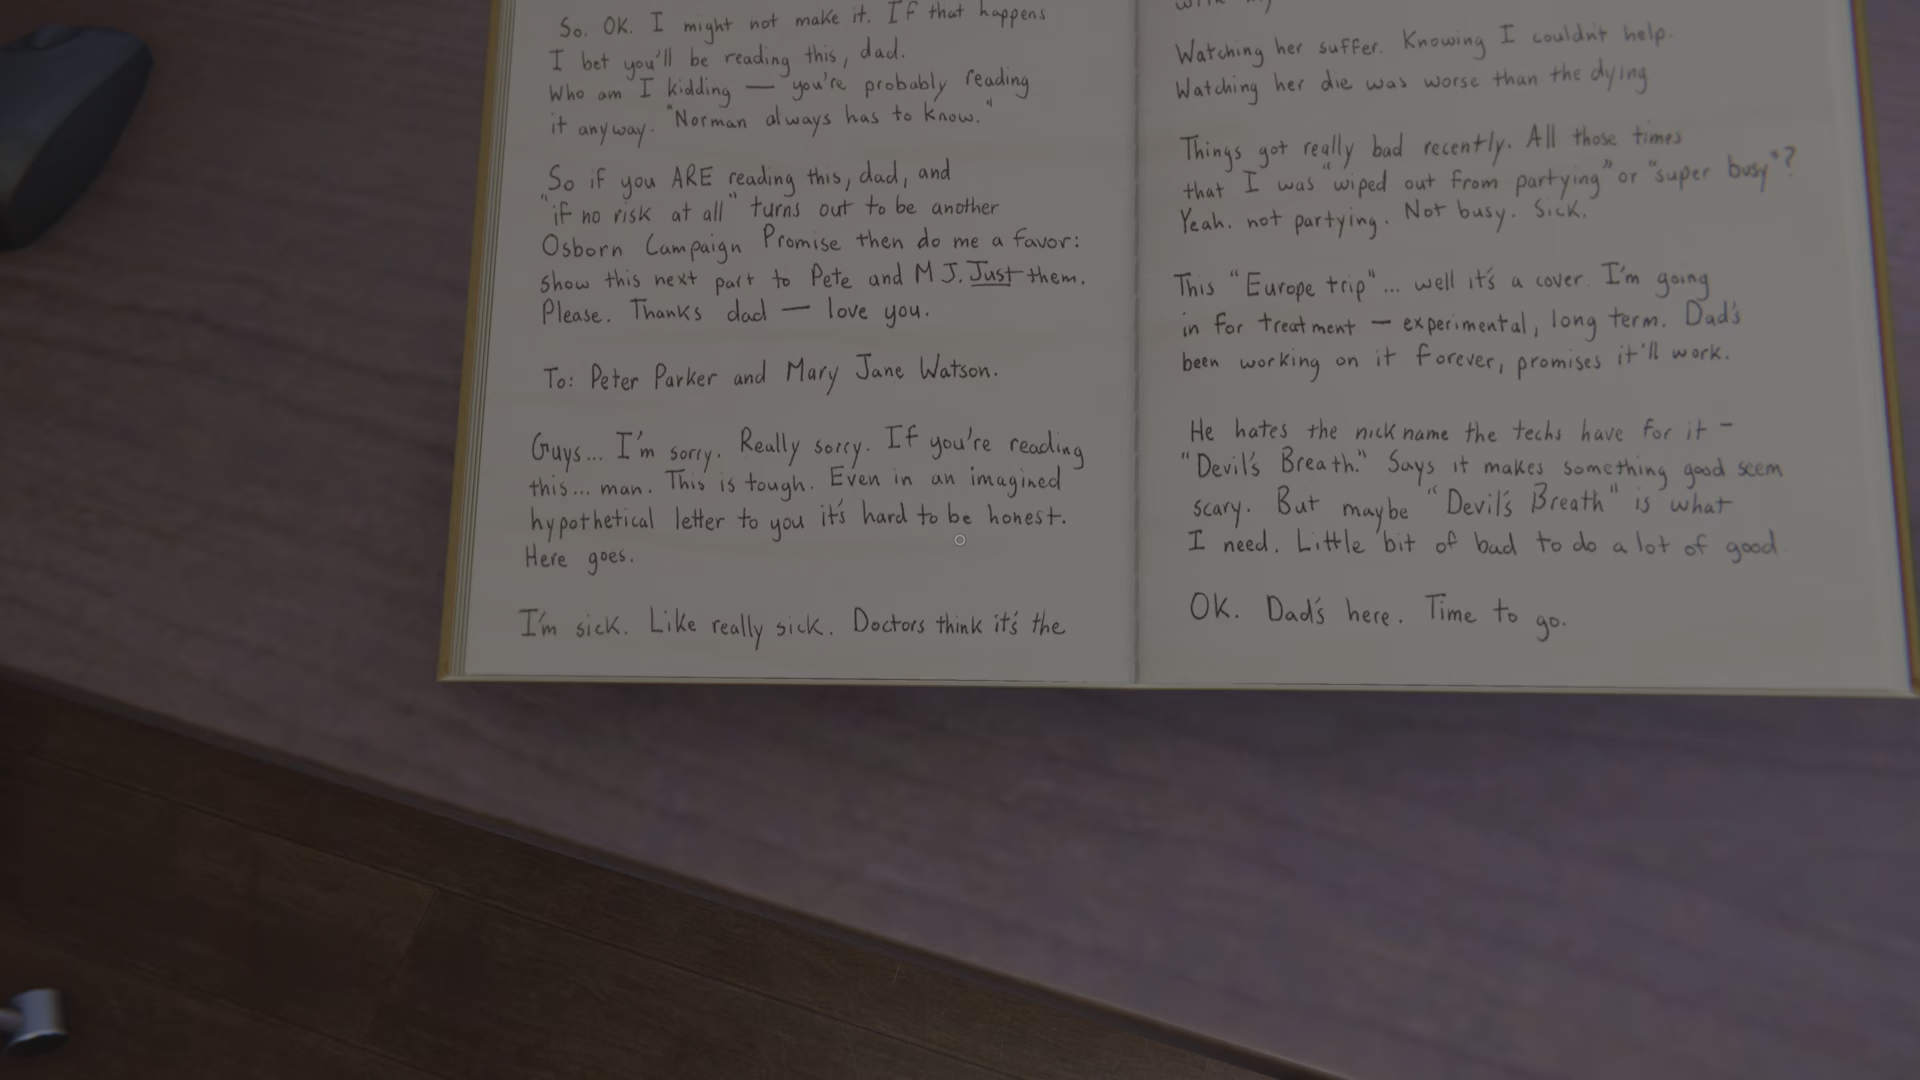 So. OK. I might not make it. If that happens
I bet you'll be reading this, dad.
Who am I kidding — you're probably reading
it anyway. "Norman always has to know."
So if you ARE reading this, dad, and
"if no risk at all" turns out to be another
Osborn Campaign Promise then do me a favor:
show this next part to Pete and MJ. Just them.
Please. Thanks dad — love you.
To: Peter Parker and Mary Jane Watson.
Guys... I'm sorry. Really sorry. If you're reading
this... man. This is tough. Even in an imagined
hypothetical letter to you it's hard to be honest.
Here goes.
I'm sick. Like really sick. Doctors think it's the
Watching her suffer. Knowing I couldn't help.
Watching her die was worse than the dying
Things got really bad recently. All those times
that I was "wiped out from partying" or "super busy"?
Yeah. not partying. Not busy. Sick.
This "Europe trip"... well it's a cover. I'm going
in for treatment — experimental, long term. Dad's
been working on it forever, promises it'll work.
He hates the nickname the techs have for it -
"Devil's Breath." Says it makes something good seem
scary. But maybe "Devil's Breath" is what
I need. Little bit of bad to do a lot of good
OK. Dad's here. Time to go.